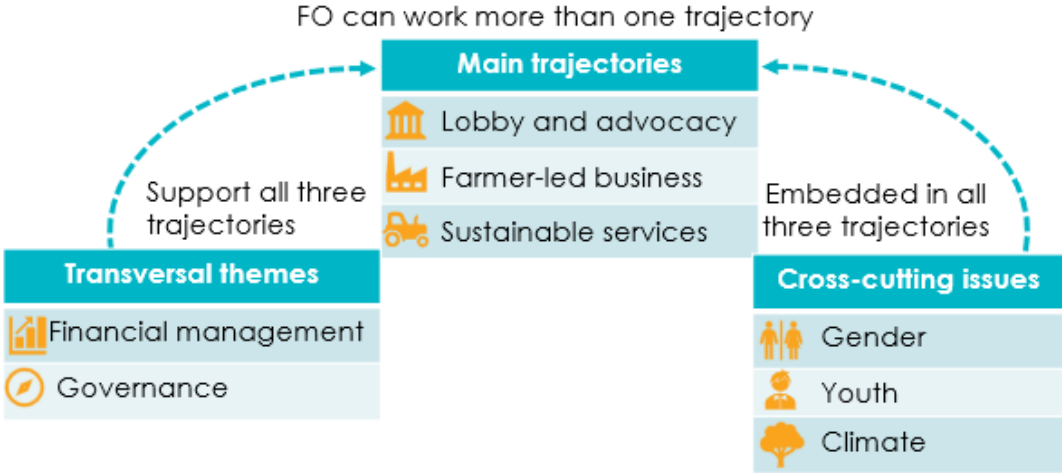 FO can work more than one trajectory
Main trajectories
Lobby and advocacy
Farmer-led business
Sustainable services
Support all three
trajectories
Embedded in all
three trajectories
Transversal themes
Financial management
Governance
Cross-cutting issues
Gender
Youth
Climate